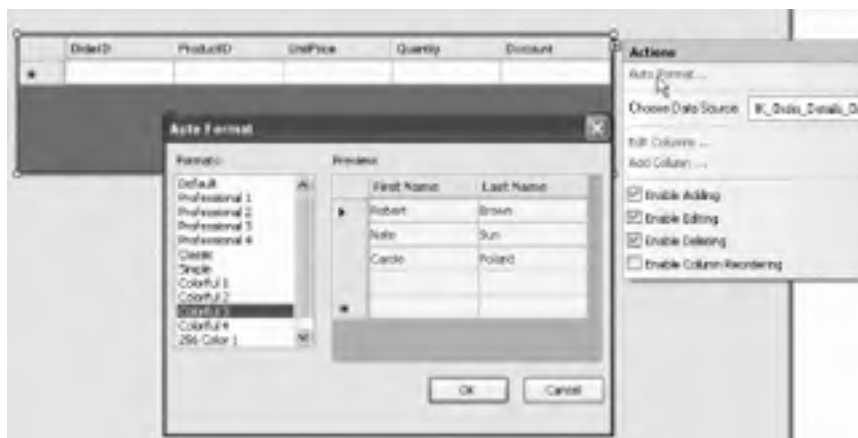 OrderID ProductID UnitPrice Quantity Discount
Actions
Auto Format ...
Choose Data Source
Edit Columns ...
Add Column ...
Enable Adding
Enable Editing
Enable Deleting
Enable Column Reordering
Auto Format
Formats: Preview:
Default
Professional 1
Professional 2
Professional 3
Professional 4
Classic
Simple
Colorful 1
Colorful 2
Colorful 3
Colorful 4
256 Color 1
First Name Last Name
Robert Brown
Nate Sun
Carole Poland
OK Cancel